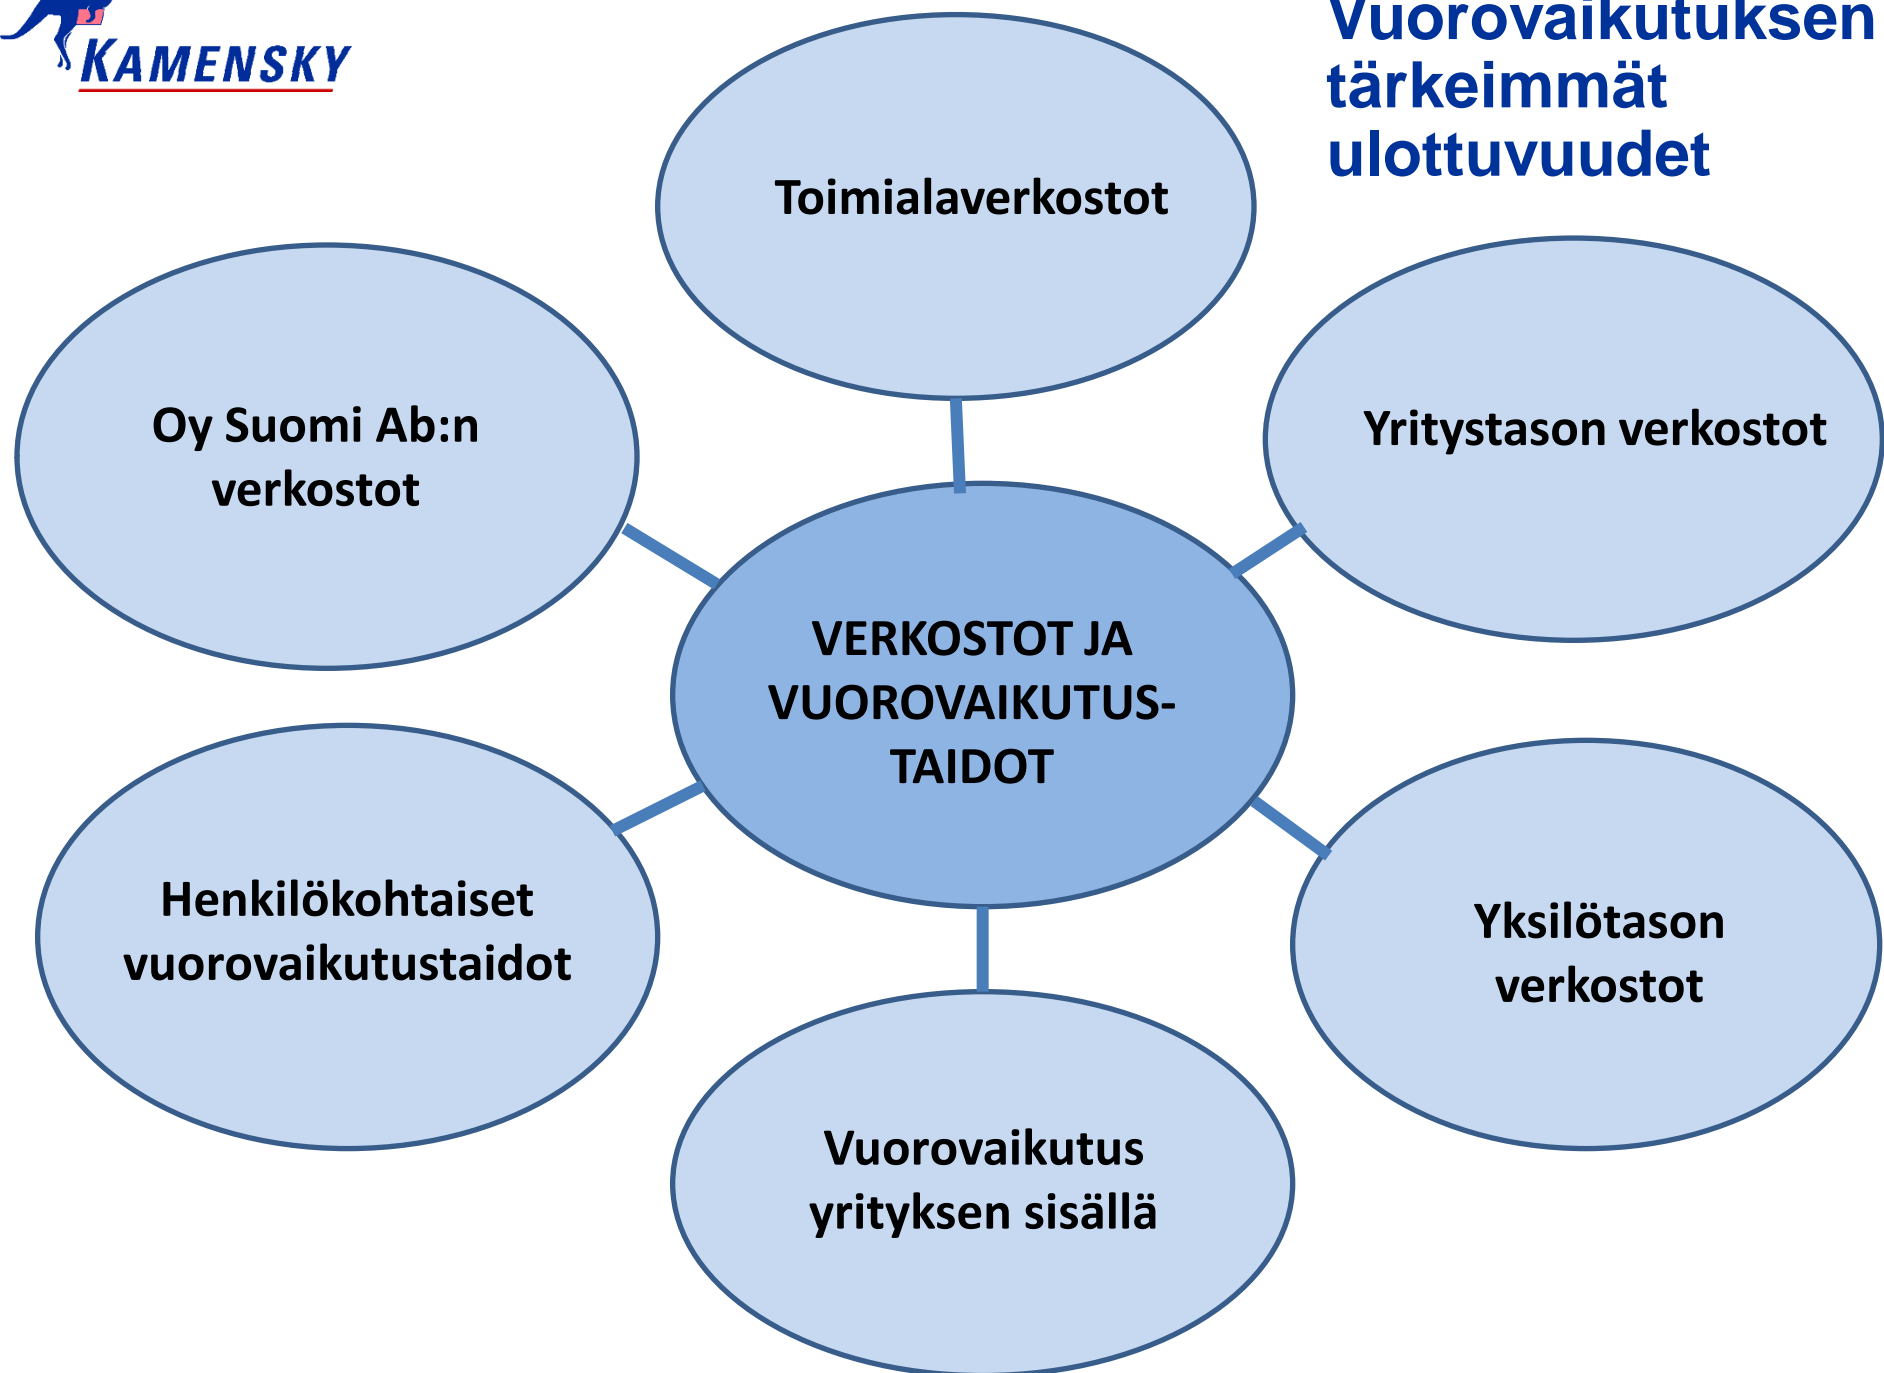 KAMENSKY
Vuorovaikutuksen
tärkeimmät
ulottuvuudet
Toimialaverkostot
Oy Suomi Ab:n
verkostot
Yritystason verkostot
VERKOSTOT JA
VUOROVAIKUTUS-
TAIDOT
Henkilökohtaiset
vuorovaikutustaidot
Yksilötason
verkostot
Vuorovaikutus
yrityksen sisällä